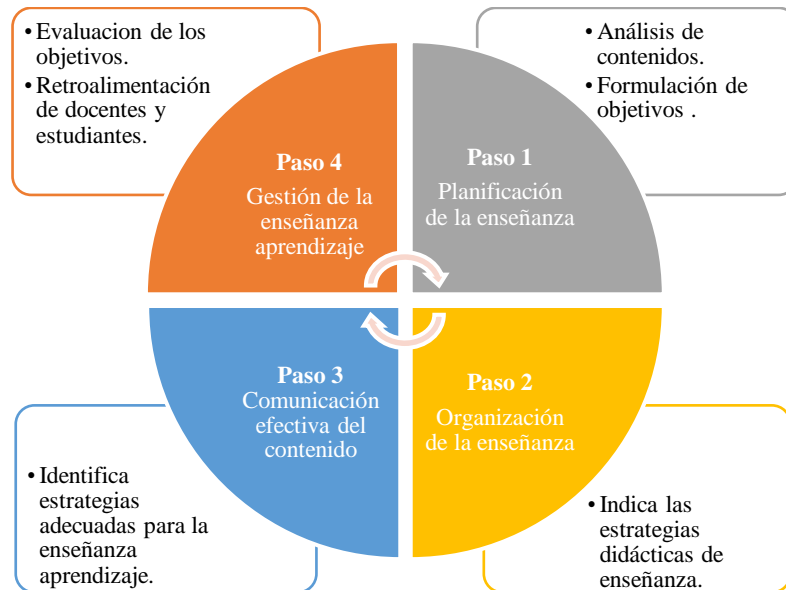 • Evaluacion de los
objetivos.
• Retroalimentación
de docentes y
estudiantes.
• Análisis de
contenidos.
• Formulación de
objetivos .
Paso 4
Gestión de la
enseñanza
aprendizaje
Paso 1
Planificación
de la enseñanza
Paso 3
Comunicación
efectiva del
contenido
Paso 2
Organización
de la enseñanza
• Identifica
estrategias
adecuadas para la
enseñanza
aprendizaje.
• Indica las
estrategias
didácticas de
enseñanza.